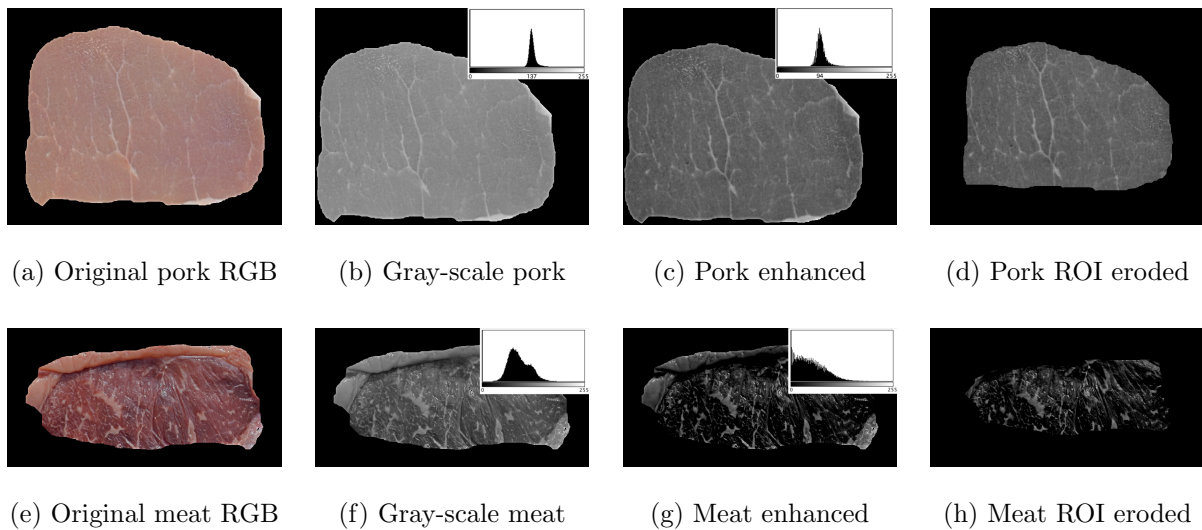 0 137 255
0 94 255
(a) Original pork RGB
(b) Gray-scale pork
(c) Pork enhanced
(d) Pork ROI eroded
0 255
0 255
(e) Original meat RGB
(f) Gray-scale meat
(g) Meat enhanced
(h) Meat ROI eroded